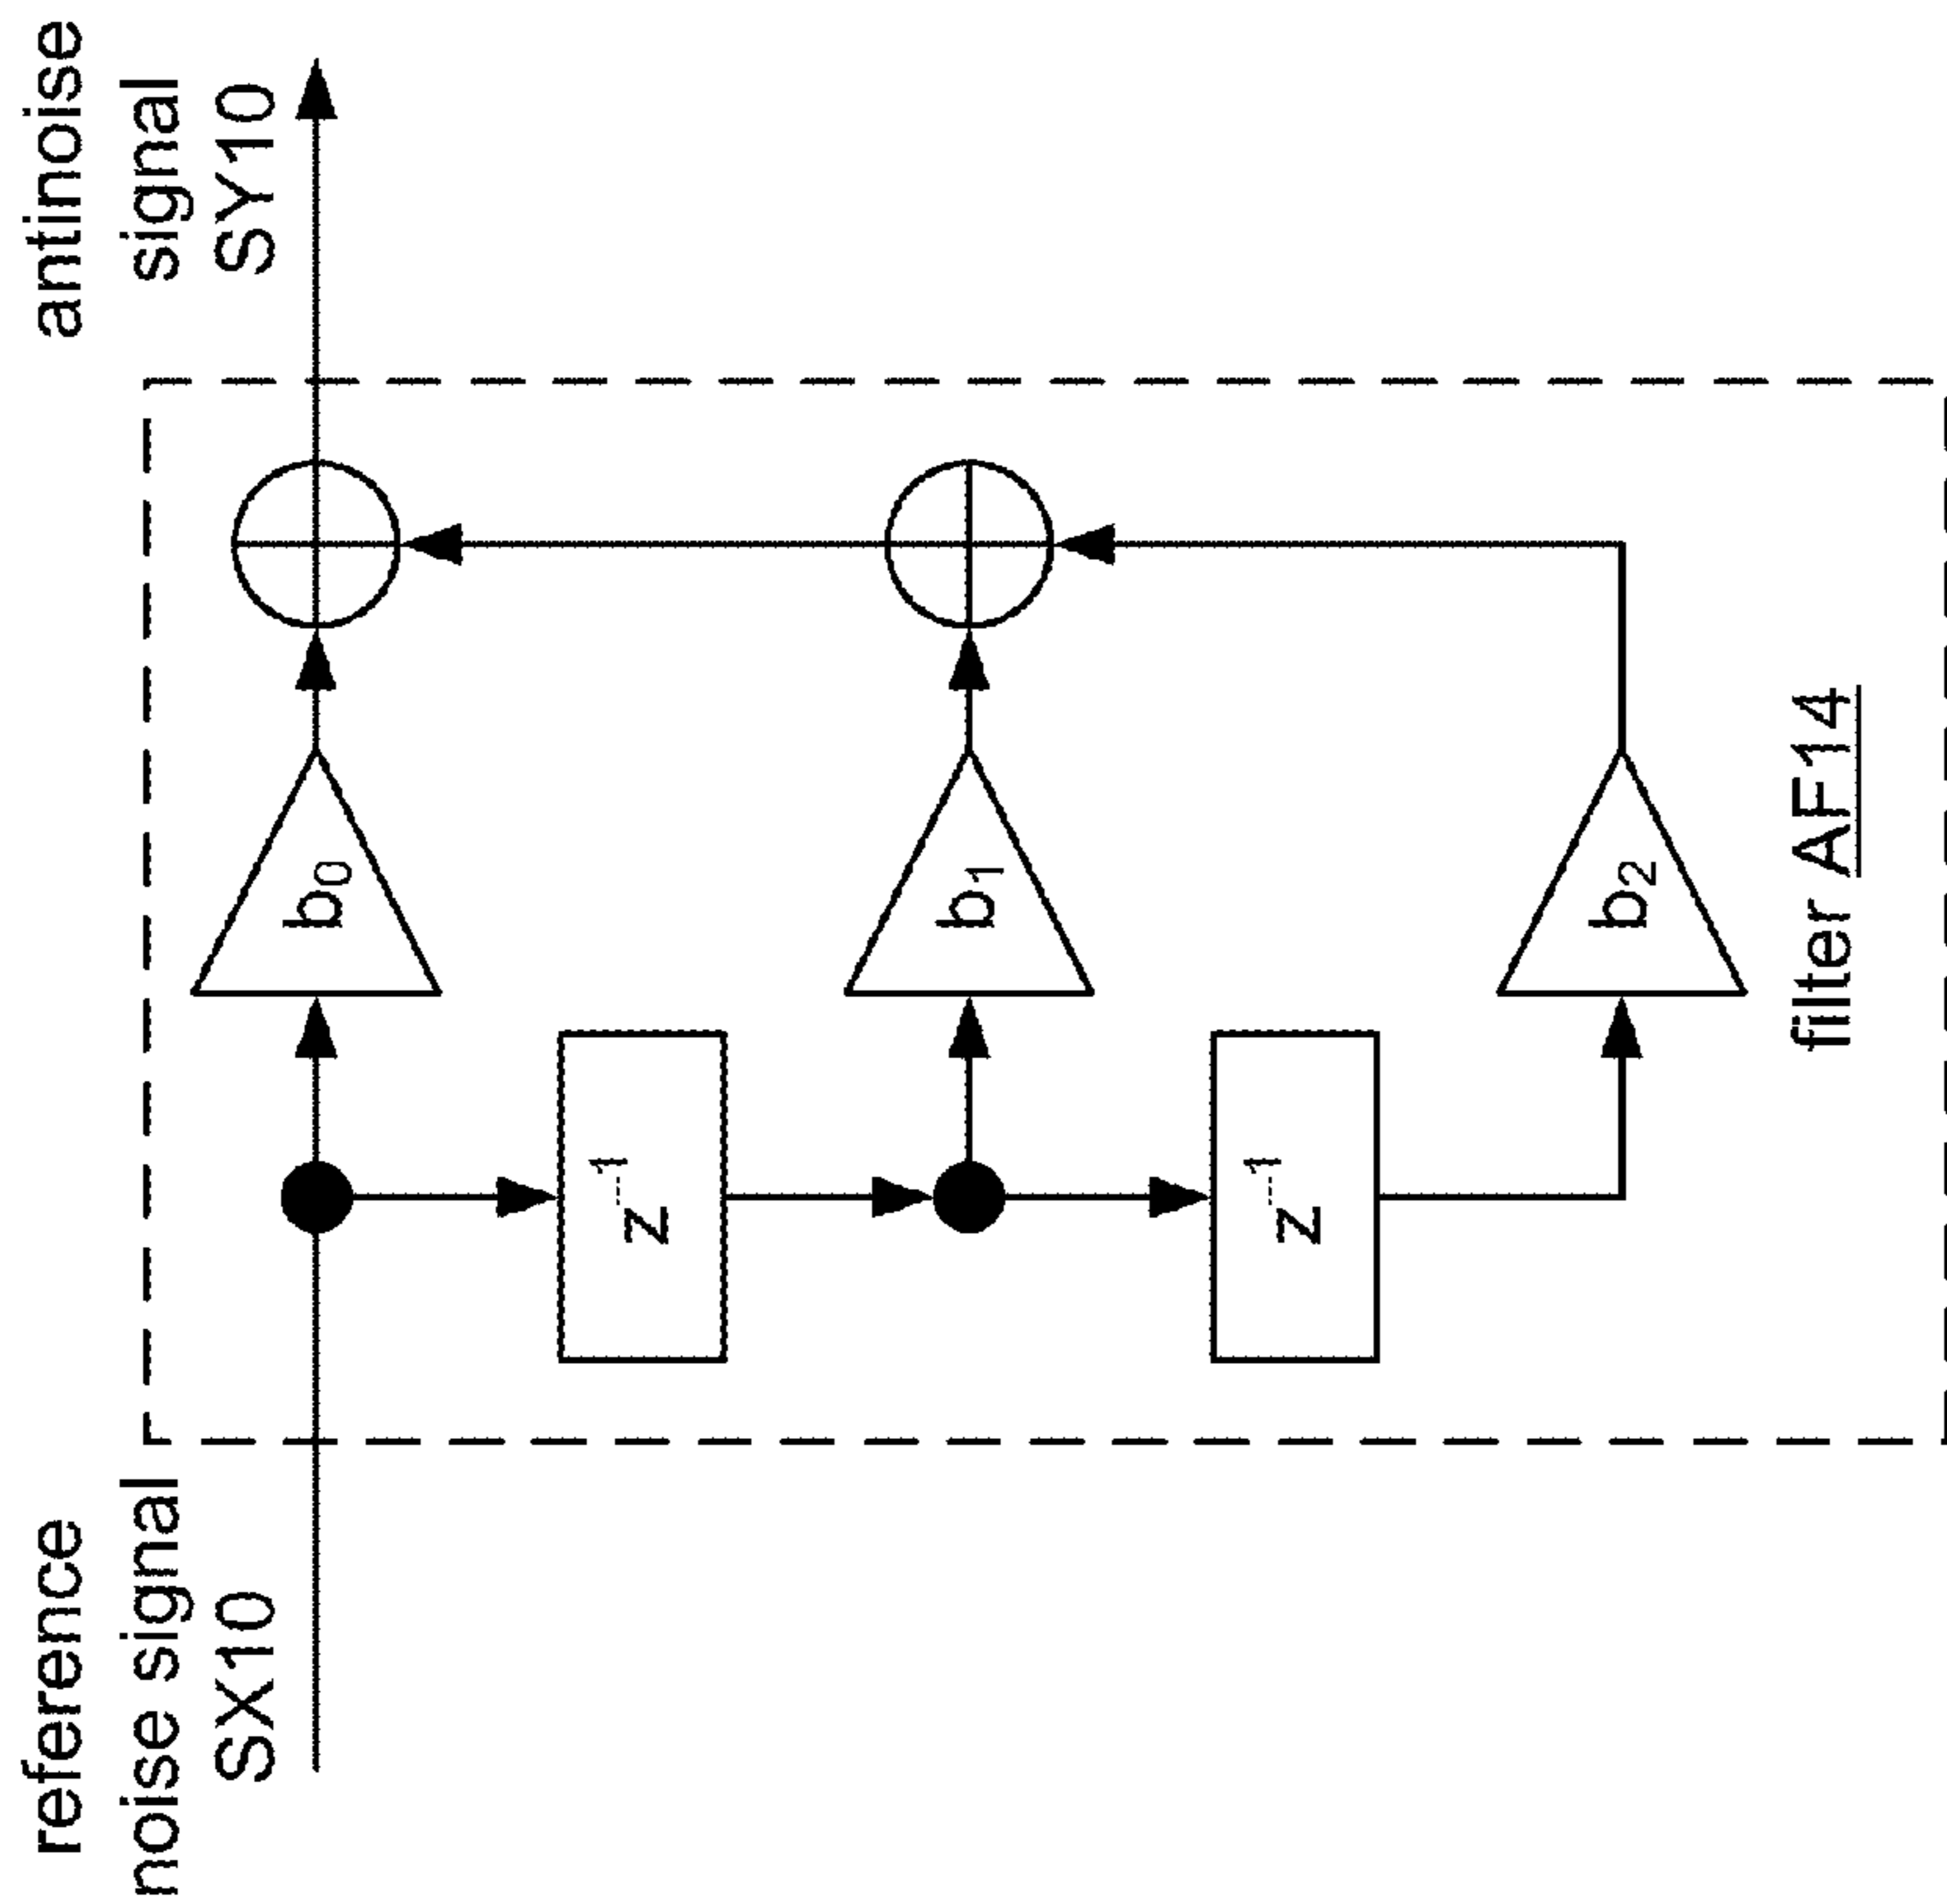 reference
noise signal
SX10
antinoise
signal
SY10
b0
z-1
b1
z-1
b2
filter AF14